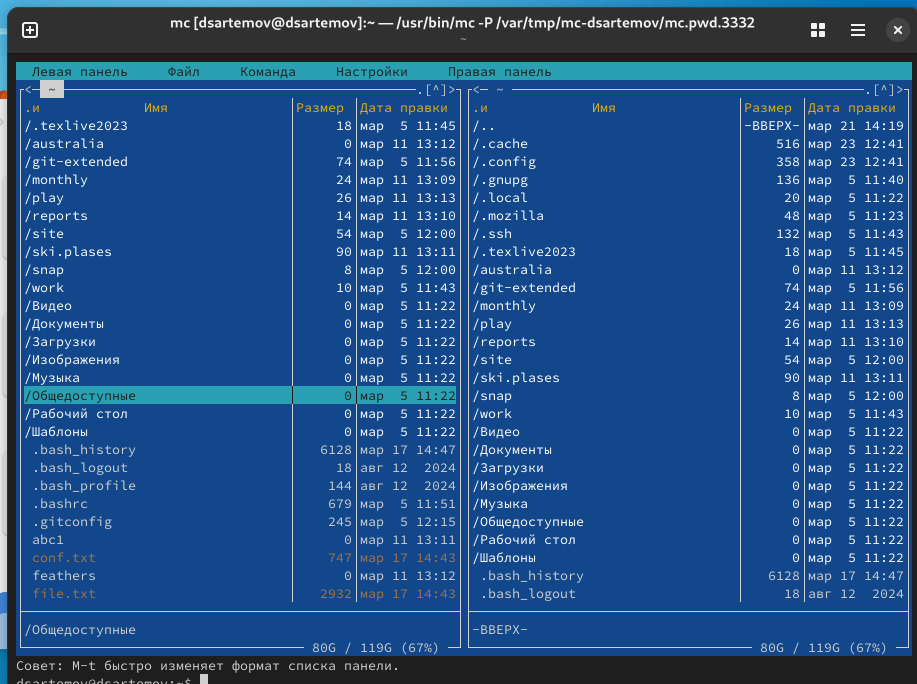 mc [dsartemov@dsartemov]:~ — /usr/bin/mc -P /var/tmp/mc-dsartemov/mc.pwd.3332
~
Левая панель Файл Команда Настройки Правая панель
<— ~ .[^]> <— ~ .[^]>
.и Имя Размер Дата правки .и Имя Размер Дата правки
/.texlive2023 18 мар 5 11:45 /.. -ВВЕРХ- мар 21 14:19
/australia 0 мар 11 13:12 /.cache 516 мар 23 12:41
/git-extended 74 мар 5 11:56 /.config 358 мар 23 12:41
/monthly 24 мар 11 13:09 /.gnupg 136 мар 5 11:40
/play 26 мар 11 13:13 /.local 20 мар 5 11:22
/reports 14 мар 11 13:10 /.mozilla 48 мар 5 11:23
/site 54 мар 5 12:00 /.ssh 132 мар 5 11:43
/ski.plases 90 мар 11 13:11 /.texlive2023 18 мар 5 11:45
/snap 8 мар 5 12:00 /australia 0 мар 11 13:12
/work 10 мар 5 11:43 /git-extended 74 мар 5 11:56
/Видео 0 мар 5 11:22 /monthly 24 мар 11 13:09
/Документы 0 мар 5 11:22 /play 26 мар 11 13:13
/Загрузки 0 мар 5 11:22 /reports 14 мар 11 13:10
/Изображения 0 мар 5 11:22 /site 54 мар 5 12:00
/Музыка 0 мар 5 11:22 /ski.plases 90 мар 11 13:11
/Общедоступные 0 мар 5 11:22 /snap 8 мар 5 12:00
/Рабочий стол 0 мар 5 11:22 /work 10 мар 5 11:43
/Шаблоны 0 мар 5 11:22 /Видео 0 мар 5 11:22
.bash_history 6128 мар 17 14:47 /Документы 0 мар 5 11:22
.bash_logout 18 авг 12 2024 /Загрузки 0 мар 5 11:22
.bash_profile 144 авг 12 2024 /Изображения 0 мар 5 11:22
.bashrc 679 мар 5 11:51 /Музыка 0 мар 5 11:22
.gitconfig 245 мар 5 12:15 /Общедоступные 0 мар 5 11:22
abc1 0 мар 11 13:11 /Рабочий стол 0 мар 5 11:22
conf.txt 747 мар 17 14:43 /Шаблоны 0 мар 5 11:22
feathers 0 мар 11 13:12 .bash_history 6128 мар 17 14:47
file.txt 2932 мар 17 14:43 .bash_logout 18 авг 12 2024
/Общедоступные -ВВЕРХ-
80G / 119G (67%) 80G / 119G (67%)
Совет: M-t быстро изменяет формат списка панели.
dsartemov@dsartemov:~$